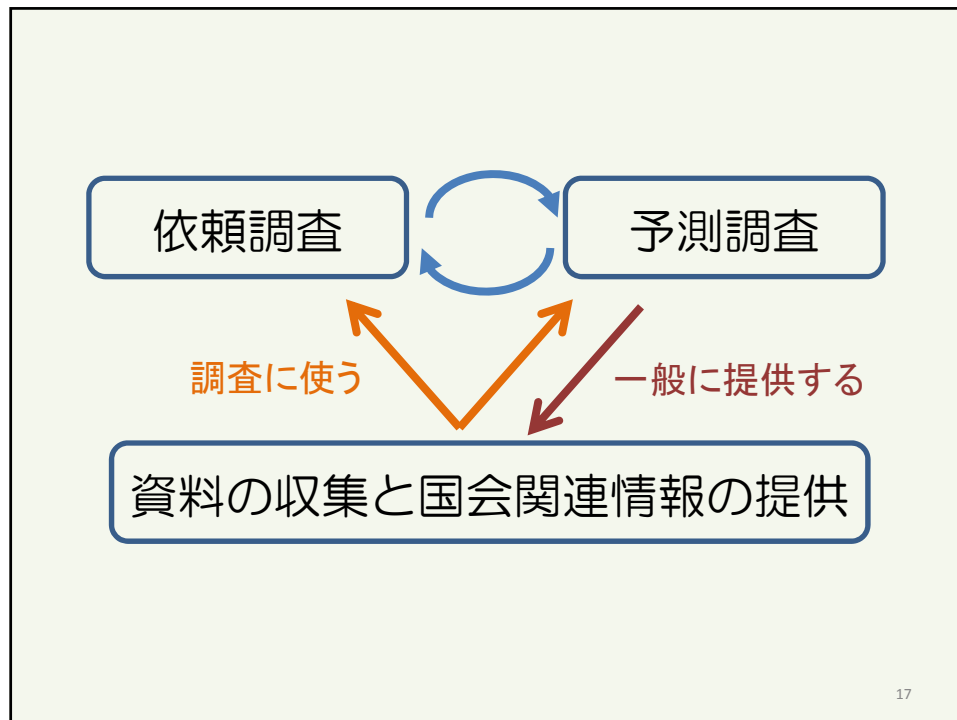 依頼調査
予測調査
調査に使う
一般に提供する
資料の収集と国会関連情報の提供
17